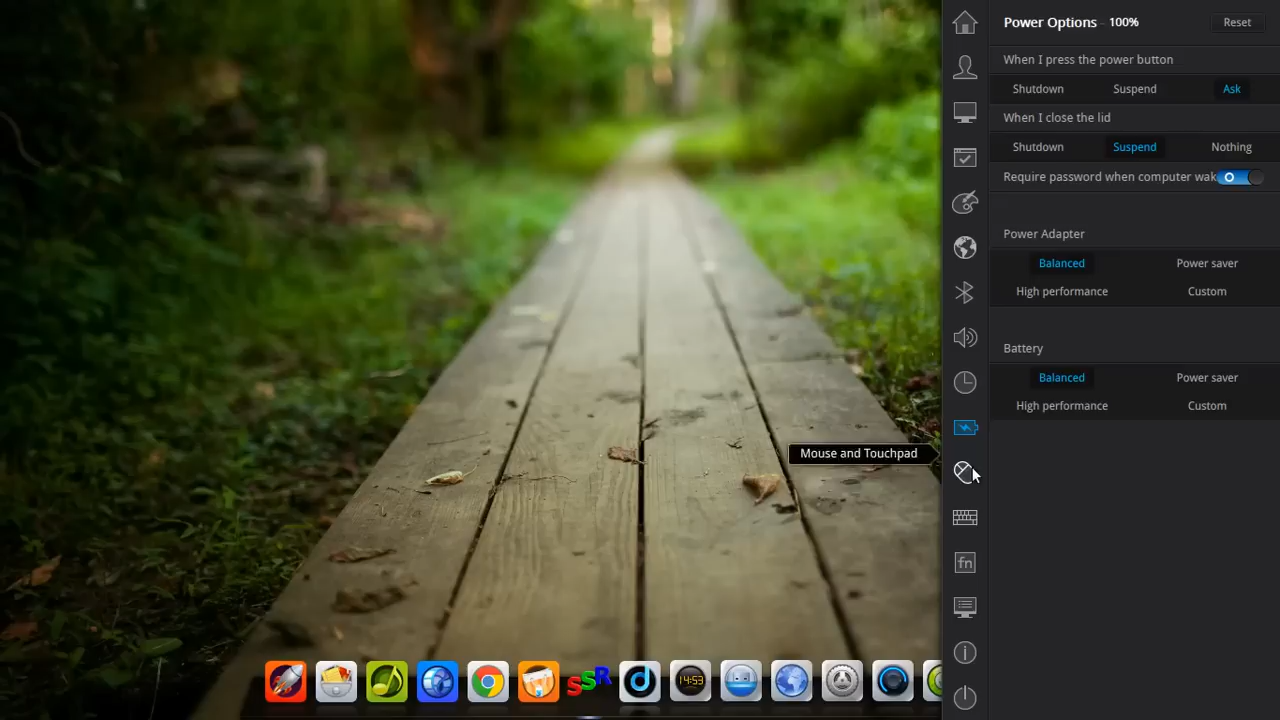 Power Options - 100%
Reset
When I press the power button
Shutdown Suspend Ask
When I close the lid
Shutdown Suspend Nothing
Require password when computer wak
Power Adapter
Balanced Power saver
High performance Custom
Battery
Balanced Power saver
High performance Custom
Mouse and Touchpad
fn
SSR
14:53